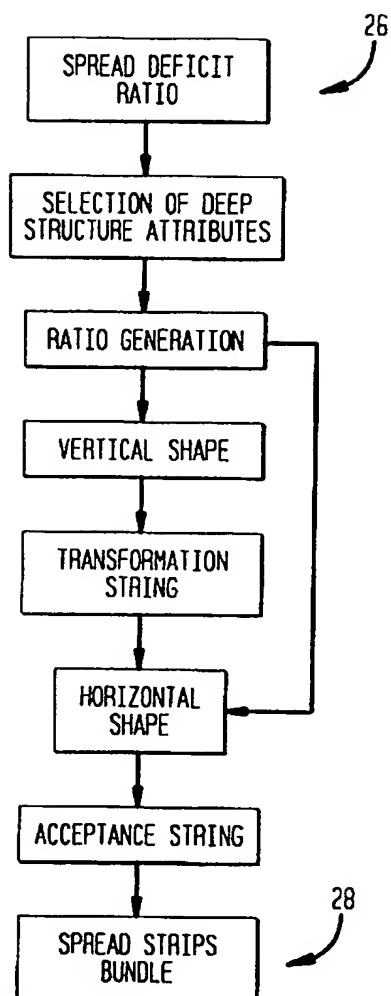 26
SPREAD DEFICIT
RATIO
SELECTION OF DEEP
STRUCTURE ATTRIBUTES
RATIO GENERATION
VERTICAL SHAPE
TRANSFORMATION
STRING
HORIZONTAL
SHAPE
ACCEPTANCE STRING
28
SPREAD STRIPS
BUNDLE